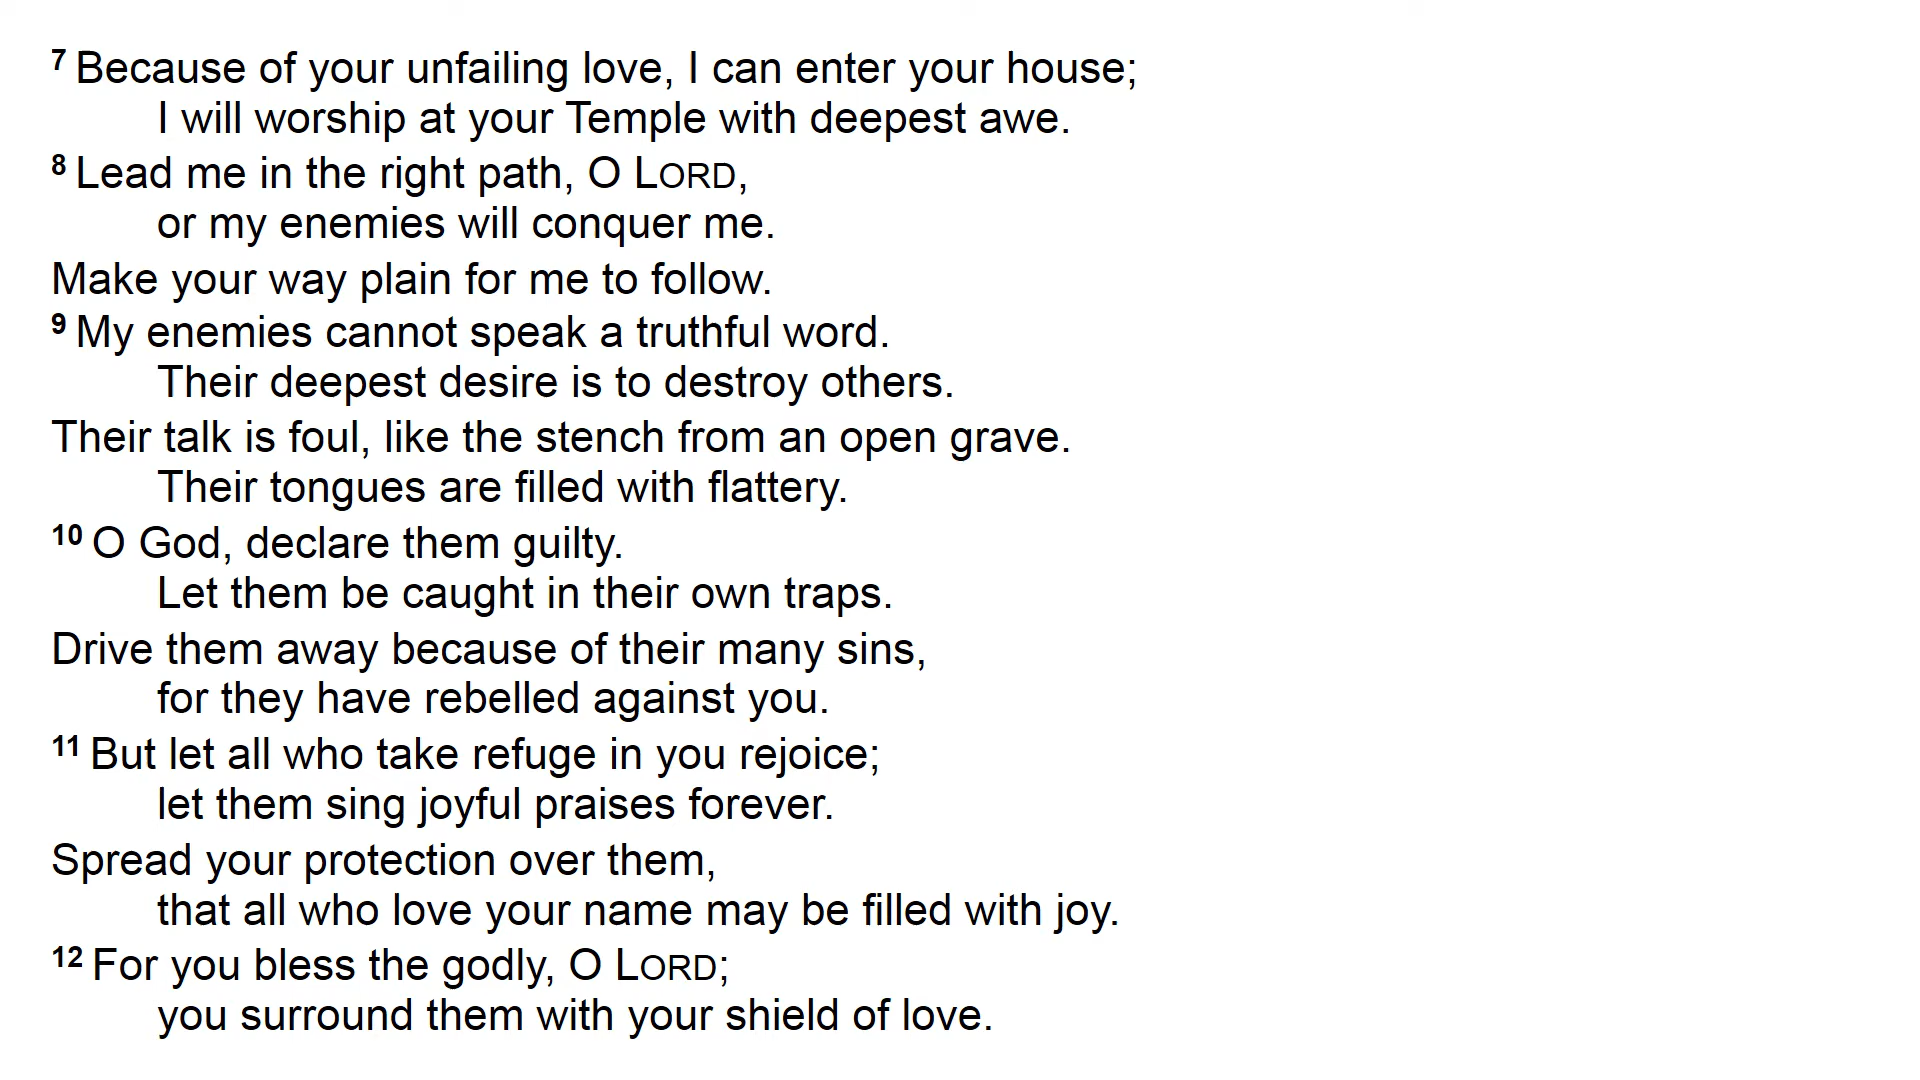 7 Because of your unfailing love, I can enter your house;
I will worship at your Temple with deepest awe.
8 Lead me in the right path, O LORD,
or my enemies will conquer me.
Make your way plain for me to follow.
9 My enemies cannot speak a truthful word.
Their deepest desire is to destroy others.
Their talk is foul, like the stench from an open grave.
Their tongues are filled with flattery.
10 O God, declare them guilty.
Let them be caught in their own traps.
Drive them away because of their many sins,
for they have rebelled against you.
11 But let all who take refuge in you rejoice;
let them sing joyful praises forever.
Spread your protection over them,
that all who love your name may be filled with joy.
12 For you bless the godly, O LORD;
you surround them with your shield of love.